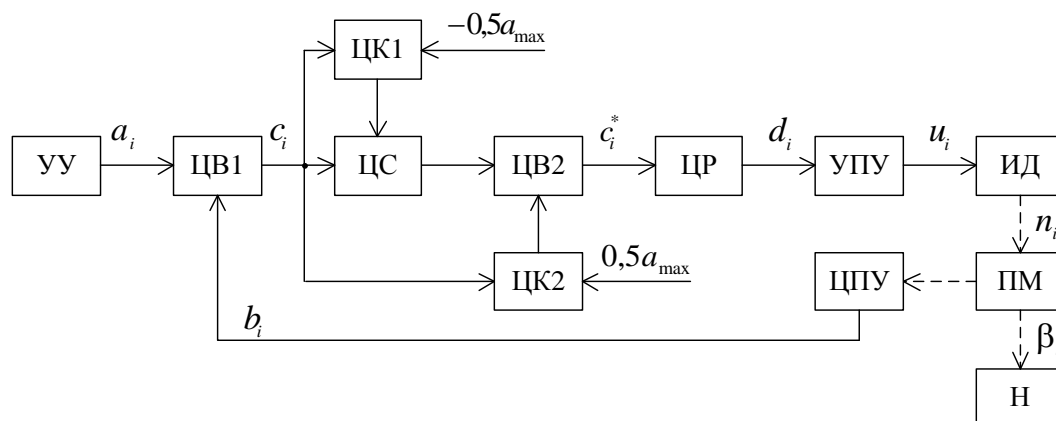 −0,5a_max
ЦК1
a_i
c_i
c_i^*
d_i
u_i
УУ
ЦВ1
ЦС
ЦВ2
ЦР
УПУ
ИД
n_i
0,5a_max
ЦК2
ЦПУ
ПМ
b_i
β
Н